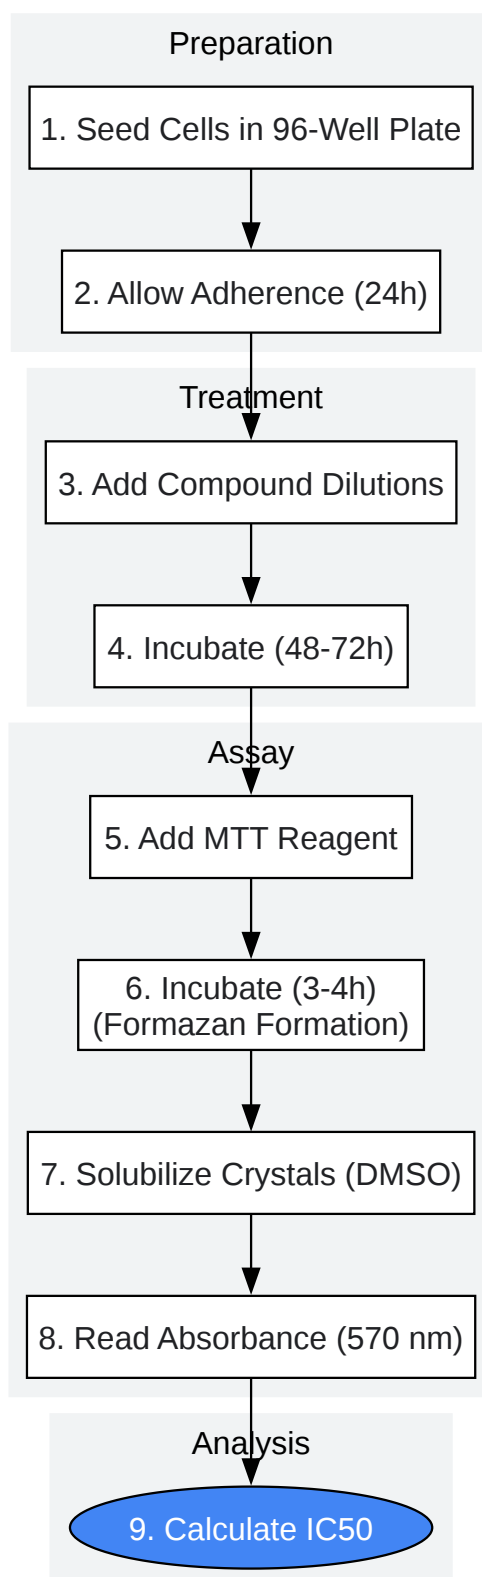 Preparation
1. Seed Cells in 96-Well Plate
2. Allow Adherence (24h)
Treatment
3. Add Compound Dilutions
4. Incubate (48-72h)
Assay
5. Add MTT Reagent
6. Incubate (3-4h)
(Formazan Formation)
7. Solubilize Crystals (DMSO)
8. Read Absorbance (570 nm)
Analysis
9. Calculate IC50